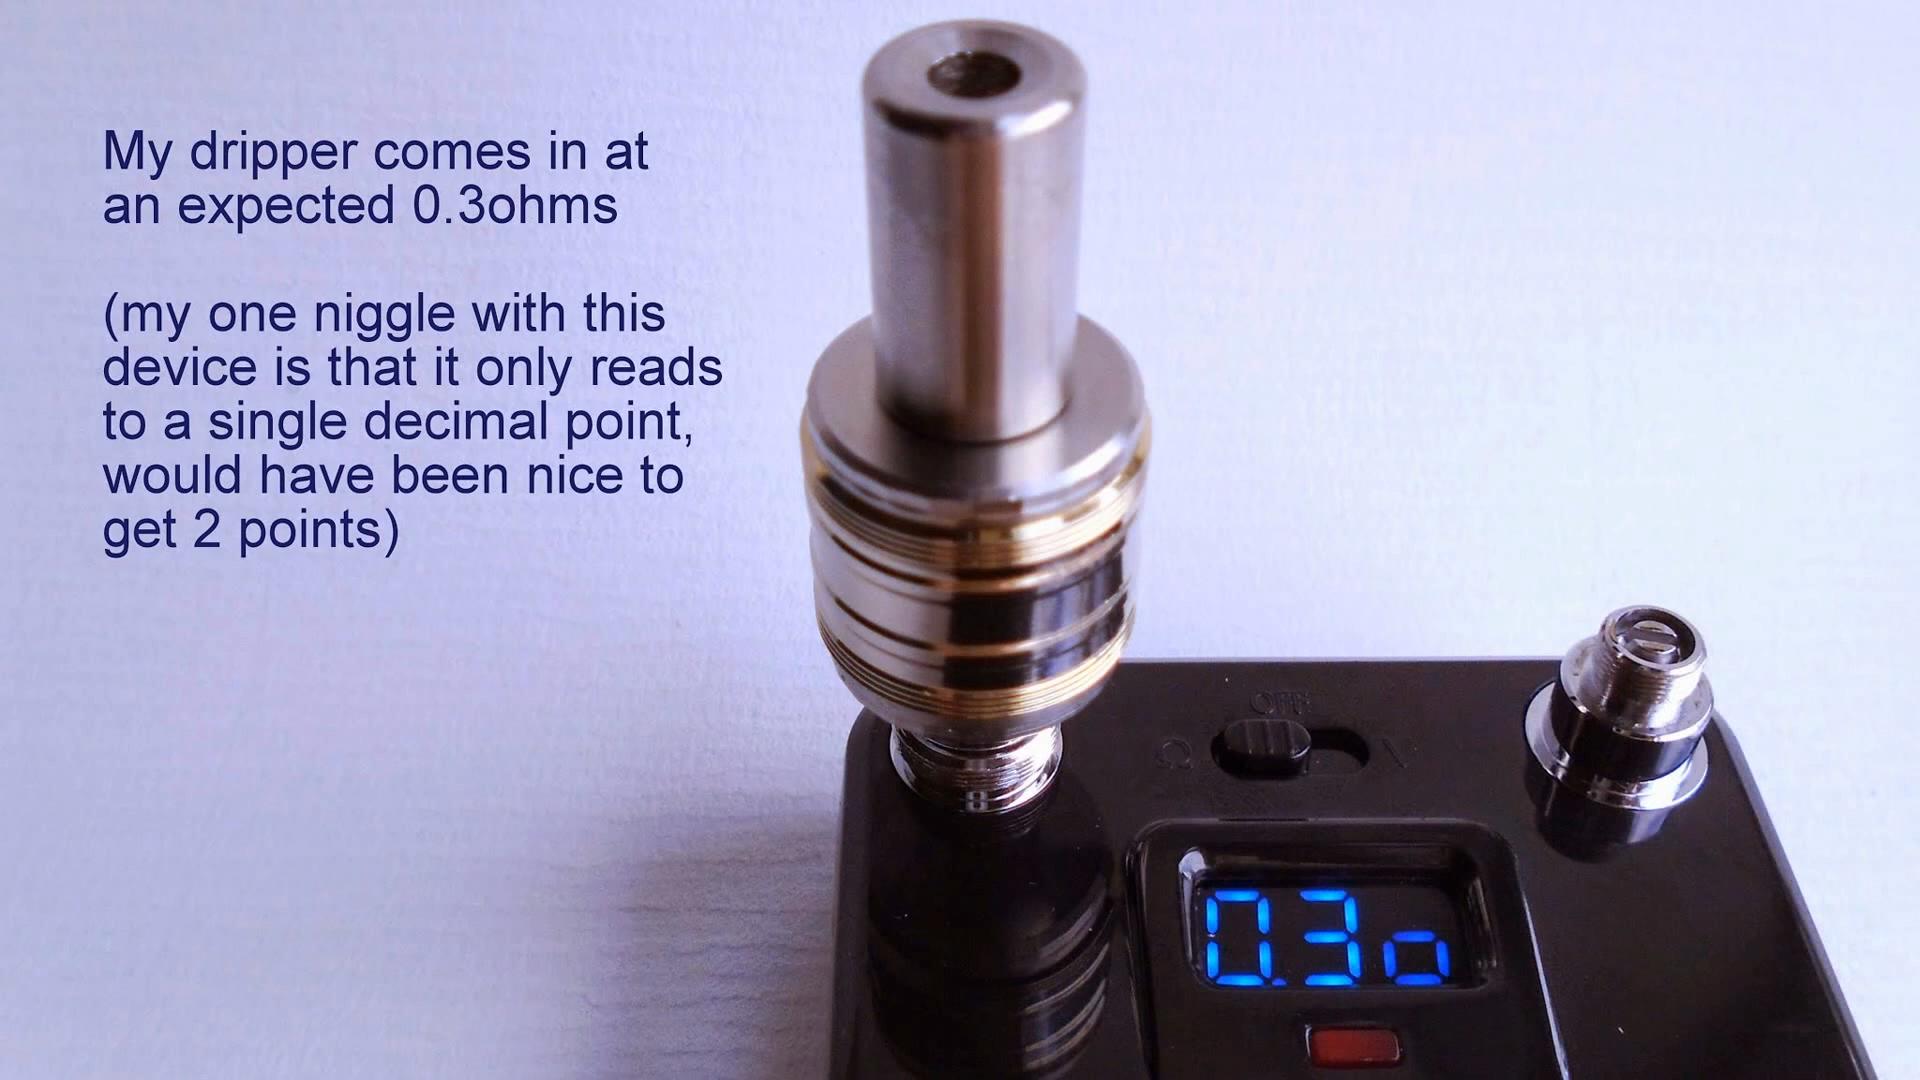 My dripper comes in at
an expected 0.3ohms
(my one niggle with this
device is that it only reads
to a single decimal point,
would have been nice to
get 2 points)
OFF
Ω V
0.3o